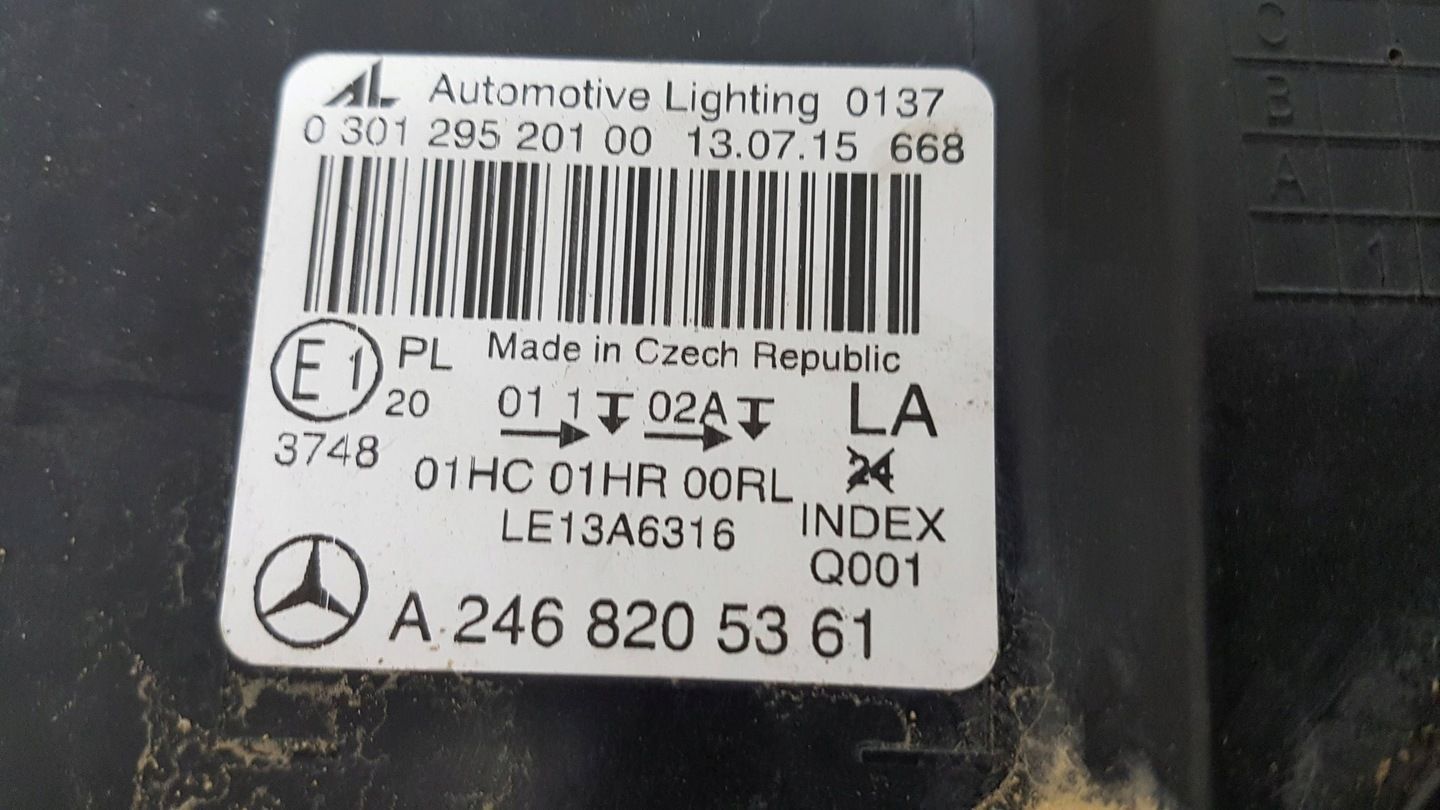 AL Automotive Lighting 0137
0 301 295 201 00 13.07.15 668
E1 PL Made in Czech Republic
20 01 1 02A LA
3748 01HC 01HR 00RL 24
LE13A6316 INDEX
Q001
A 246 820 53 61
C
B
A
1